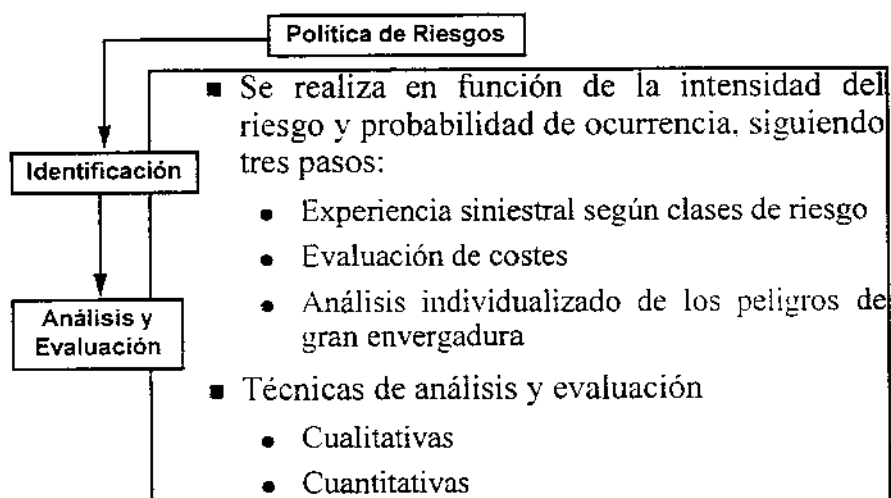 Política de Riesgos
Identificación
Análisis y
Evaluación
■ Se realiza en función de la intensidad del
riesgo y probabilidad de ocurrencia, siguiendo
tres pasos:
● Experiencia siniestral según clases de riesgo
● Evaluación de costes
● Análisis individualizado de los peligros de
gran envergadura
■ Técnicas de análisis y evaluación
● Cualitativas
● Cuantitativas